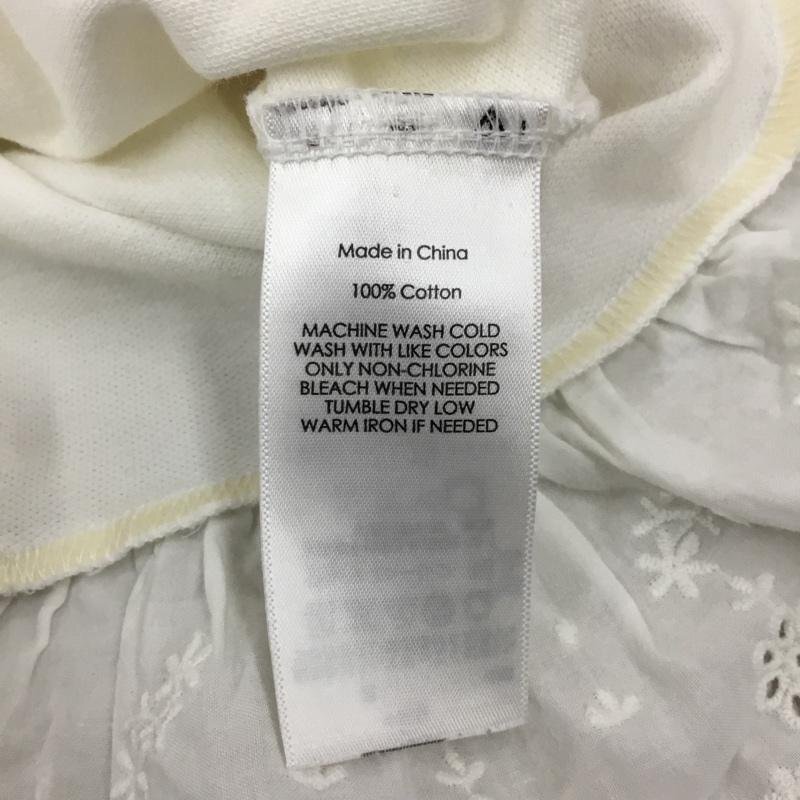 Made in China
100% Cotton
MACHINE WASH COLD
WASH WITH LIKE COLORS
ONLY NON-CHLORINE
BLEACH WHEN NEEDED
TUMBLE DRY LOW
WARM IRON IF NEEDED